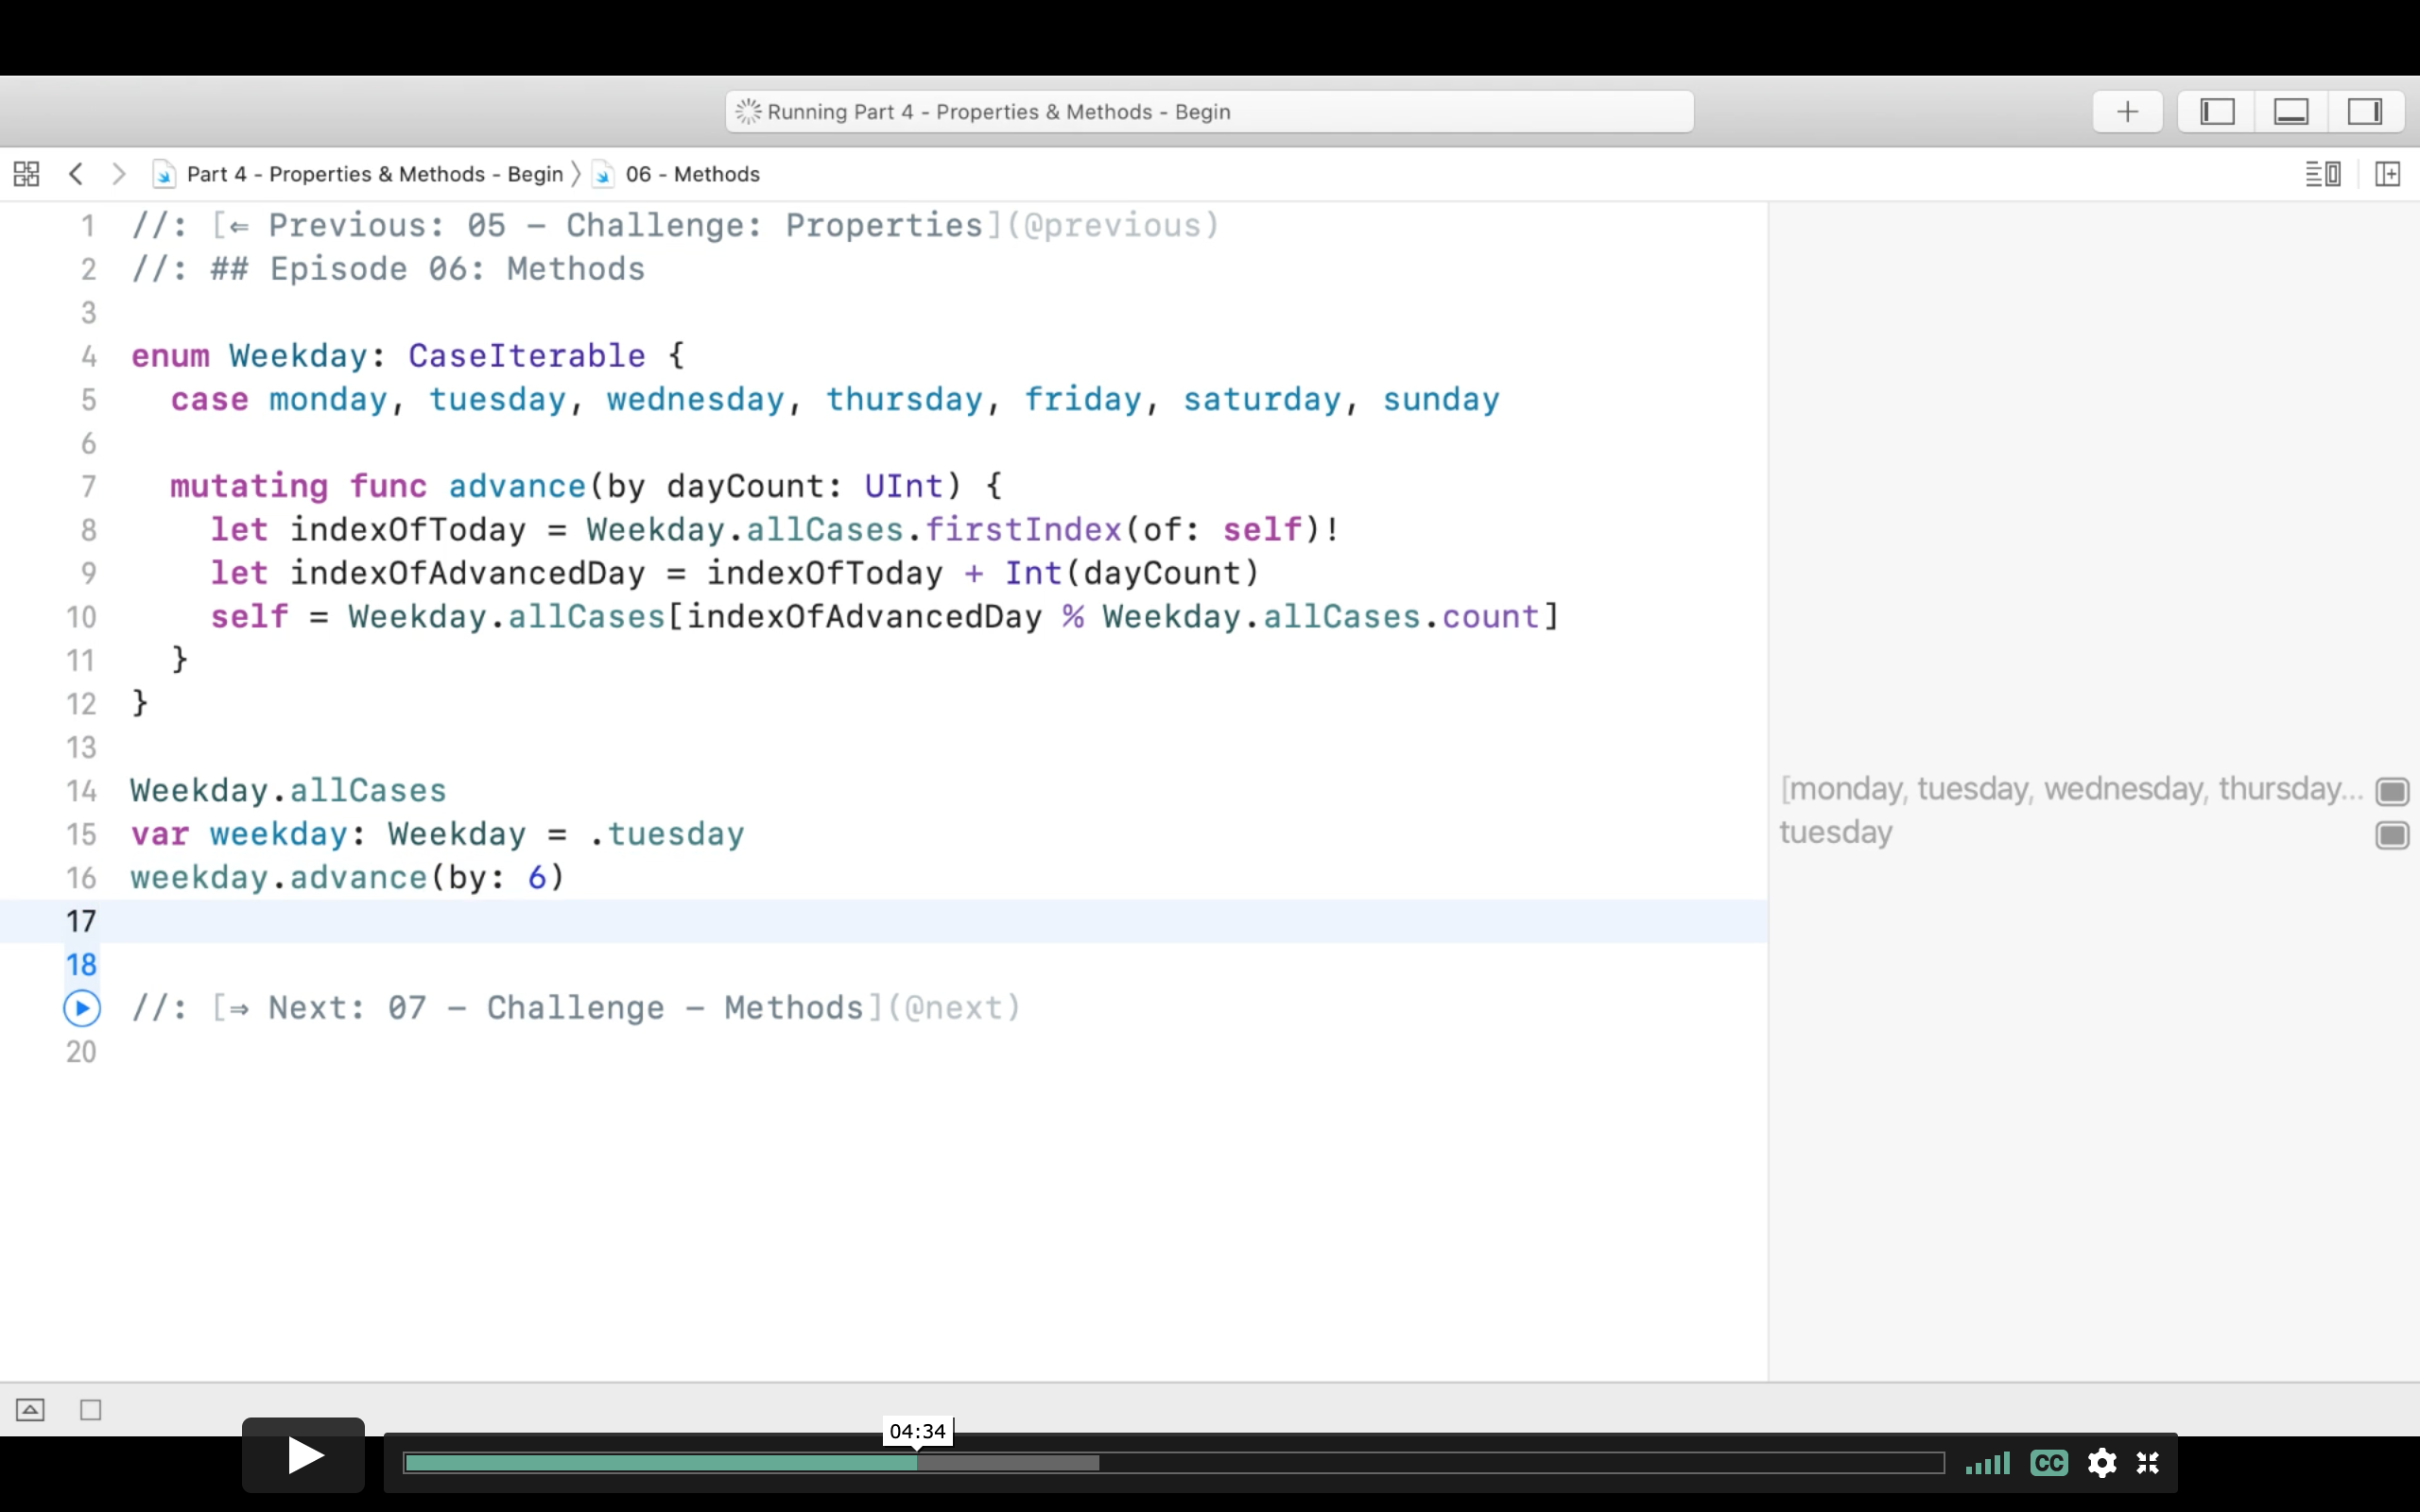 Running Part 4 - Properties & Methods - Begin
Part 4 - Properties & Methods - Begin 〉 06 - Methods
1 //: [⇐ Previous: 05 – Challenge: Properties](@previous)
2 //: ## Episode 06: Methods
3
4 enum Weekday: CaseIterable {
5 case monday, tuesday, wednesday, thursday, friday, saturday, sunday
6
7 mutating func advance(by dayCount: UInt) {
8 let indexOfToday = Weekday.allCases.firstIndex(of: self)!
9 let indexOfAdvancedDay = indexOfToday + Int(dayCount)
10 self = Weekday.allCases[indexOfAdvancedDay % Weekday.allCases.count]
11 }
12 }
13
14 Weekday.allCases [monday, tuesday, wednesday, thursday...
15 var weekday: Weekday = .tuesday tuesday
16 weekday.advance(by: 6)
17
18
//: [⇒ Next: 07 – Challenge – Methods](@next)
20
04:34
CC